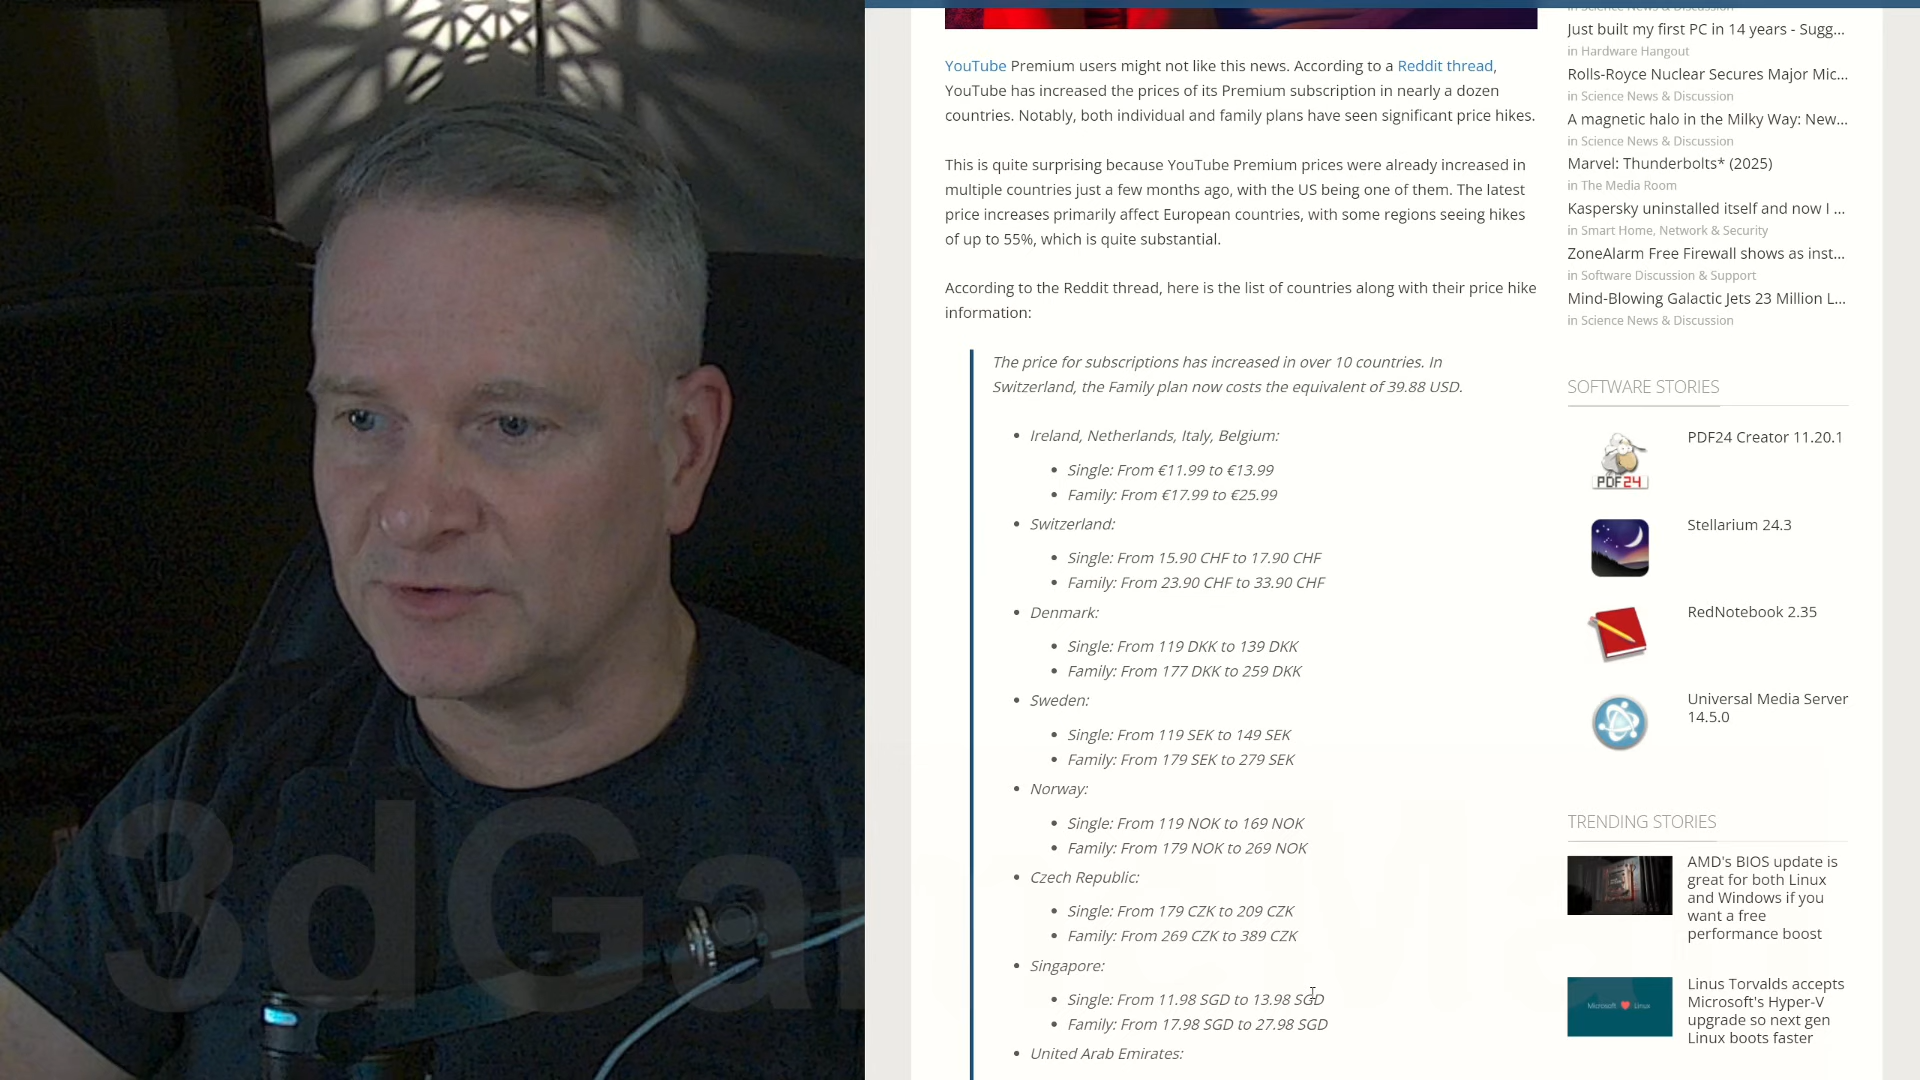 YouTube Premium users might not like this news. According to a Reddit thread,
YouTube has increased the prices of its Premium subscription in nearly a dozen
countries. Notably, both individual and family plans have seen significant price hikes.
This is quite surprising because YouTube Premium prices were already increased in
multiple countries just a few months ago, with the US being one of them. The latest
price increases primarily affect European countries, with some regions seeing hikes
of up to 55%, which is quite substantial.
According to the Reddit thread, here is the list of countries along with their price hike
information:
The price for subscriptions has increased in over 10 countries. In
Switzerland, the Family plan now costs the equivalent of 39.88 USD.
• Ireland, Netherlands, Italy, Belgium:
• Single: From €11.99 to €13.99
• Family: From €17.99 to €25.99
• Switzerland:
• Single: From 15.90 CHF to 17.90 CHF
• Family: From 23.90 CHF to 33.90 CHF
• Denmark:
• Single: From 119 DKK to 139 DKK
• Family: From 177 DKK to 259 DKK
• Sweden:
• Single: From 119 SEK to 149 SEK
• Family: From 179 SEK to 279 SEK
• Norway:
• Single: From 119 NOK to 169 NOK
• Family: From 179 NOK to 269 NOK
• Czech Republic:
• Single: From 179 CZK to 209 CZK
• Family: From 269 CZK to 389 CZK
• Singapore:
• Single: From 11.98 SGD to 13.98 SGD
• Family: From 17.98 SGD to 27.98 SGD
• United Arab Emirates:
in Science News & Discussion
Just built my first PC in 14 years - Sugg...
in Hardware Hangout
Rolls-Royce Nuclear Secures Major Mic...
in Science News & Discussion
A magnetic halo in the Milky Way: New...
in Science News & Discussion
Marvel: Thunderbolts* (2025)
in The Media Room
Kaspersky uninstalled itself and now I ...
in Smart Home, Network & Security
ZoneAlarm Free Firewall shows as inst...
in Software Discussion & Support
Mind-Blowing Galactic Jets 23 Million L...
in Science News & Discussion
SOFTWARE STORIES
PDF24
PDF24 Creator 11.20.1
Stellarium 24.3
RedNotebook 2.35
Universal Media Server
14.5.0
TRENDING STORIES
AMD's BIOS update is
great for both Linux
and Windows if you
want a free
performance boost
Microsoft Linux
Linus Torvalds accepts
Microsoft's Hyper-V
upgrade so next gen
Linux boots faster